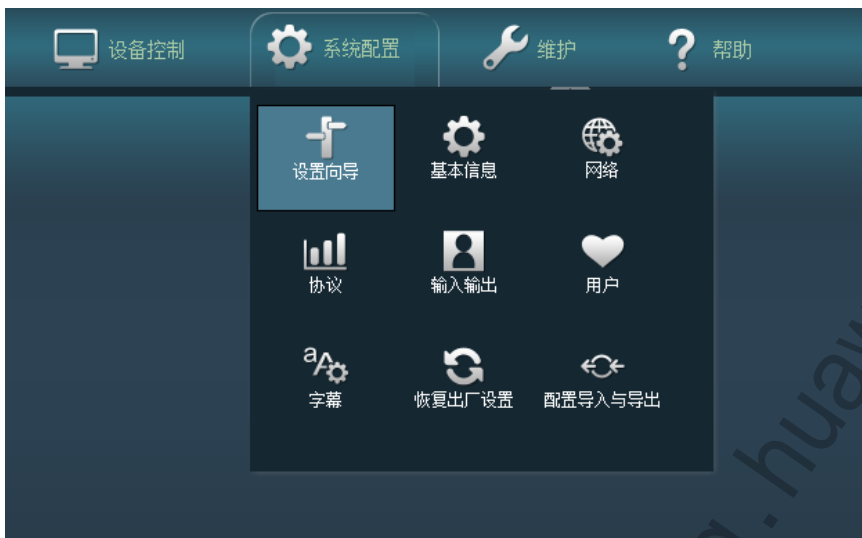 设备控制
系统配置
维护
帮助
设置向导
基本信息
网络
协议
输入输出
用户
字幕
恢复出厂设置
配置导入与导出